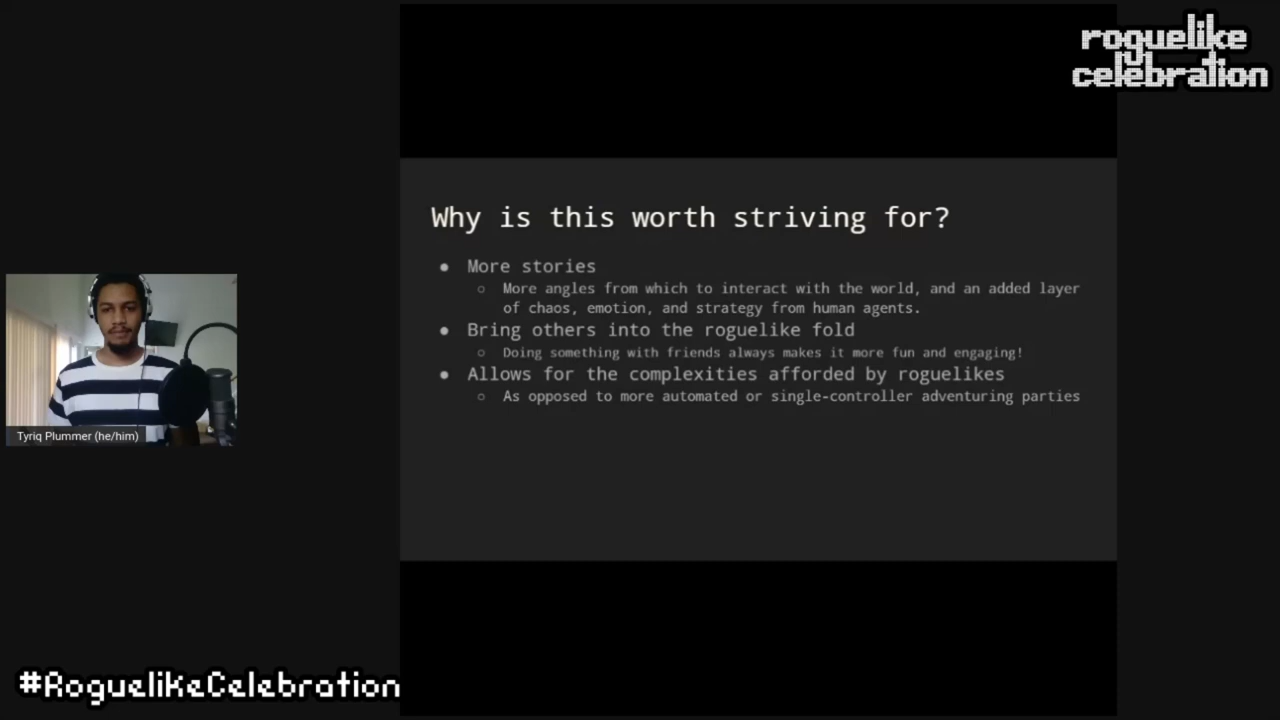 roguelike
celebration
Why is this worth striving for?
● More stories
○ More angles from which to interact with the world, and an added layer
of chaos, emotion, and strategy from human agents.
● Bring others into the roguelike fold
○ Doing something with friends always makes it more fun and engaging!
● Allows for the complexities afforded by roguelikes
○ As opposed to more automated or single-controller adventuring parties
Tyriq Plummer (he/him)
#RoguelikeCelebration